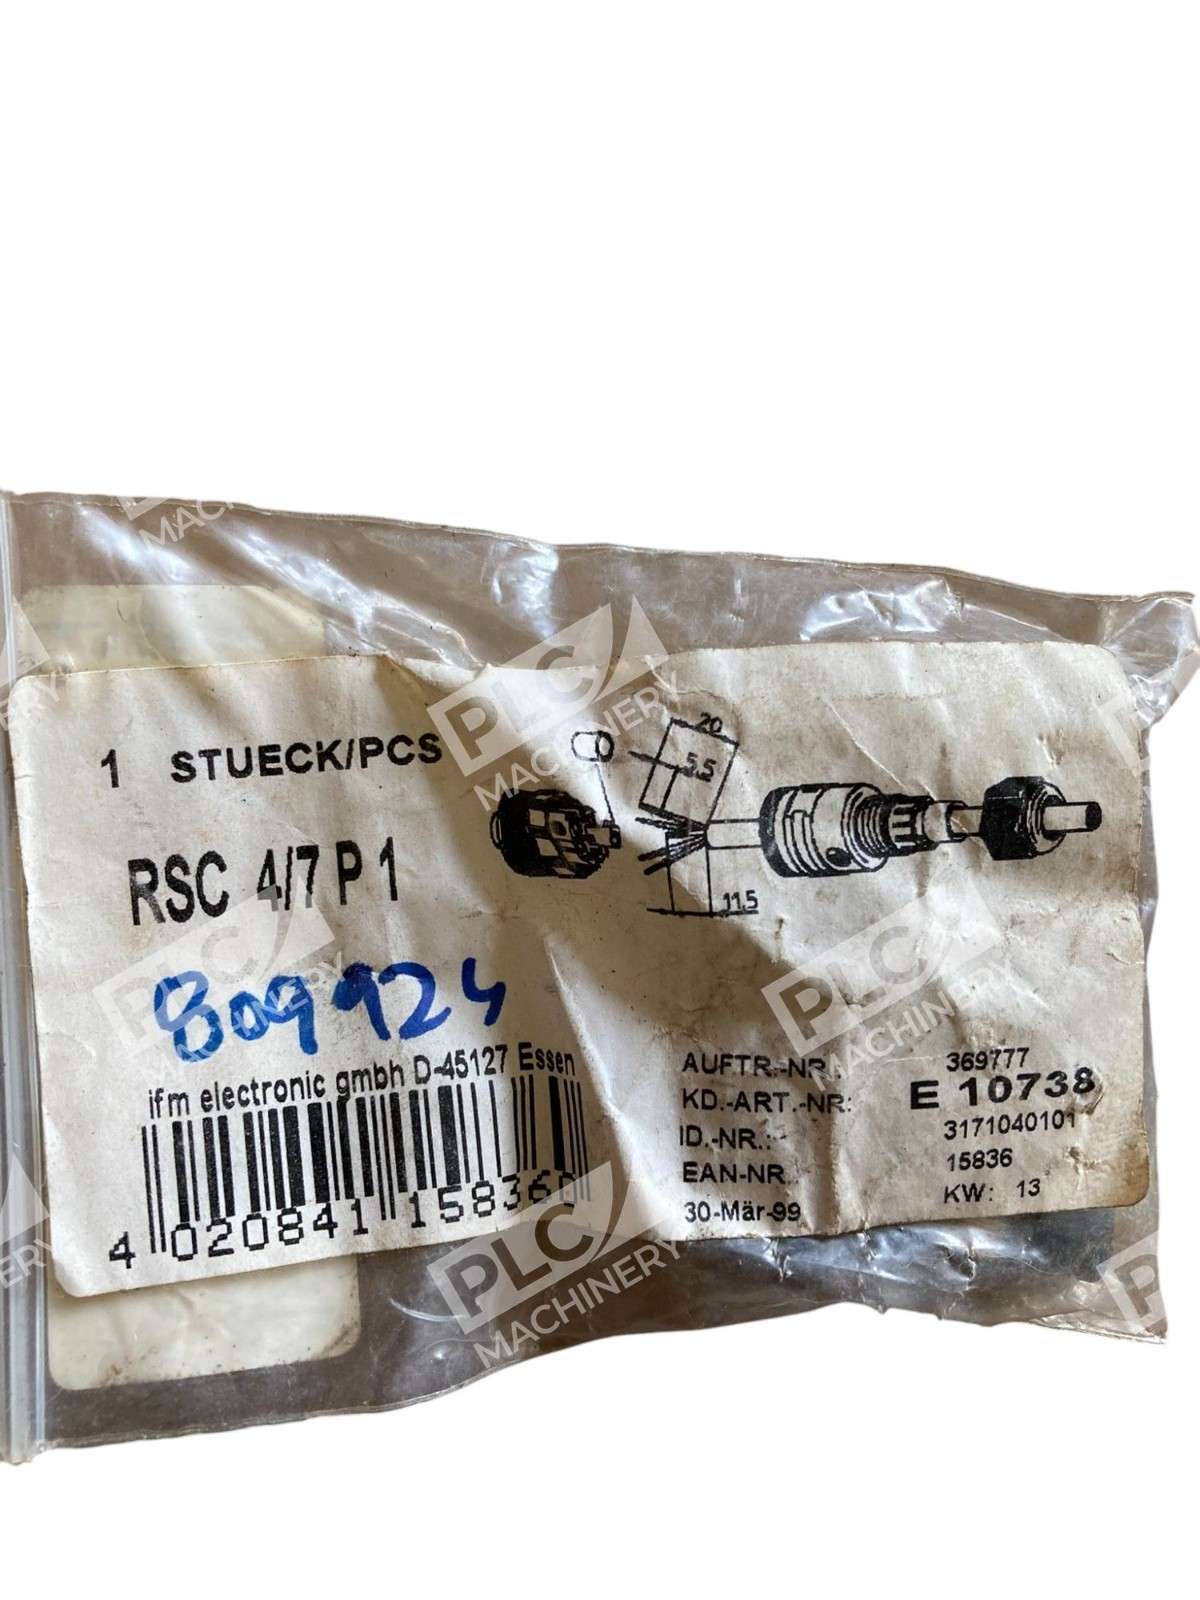 1 STUECK/PCS
RSC 4/7 P 1
809924
ifm electronic gmbh D-45127 Essen
4 020841 158360
20
5,5
11,5
AUFTR.-NR.: 369777
KD.-ART.-NR: E 10738
ID.-NR.: 3171040101
EAN-NR. 15836
30-Mär-99 KW: 13
PLC
MACHINERY